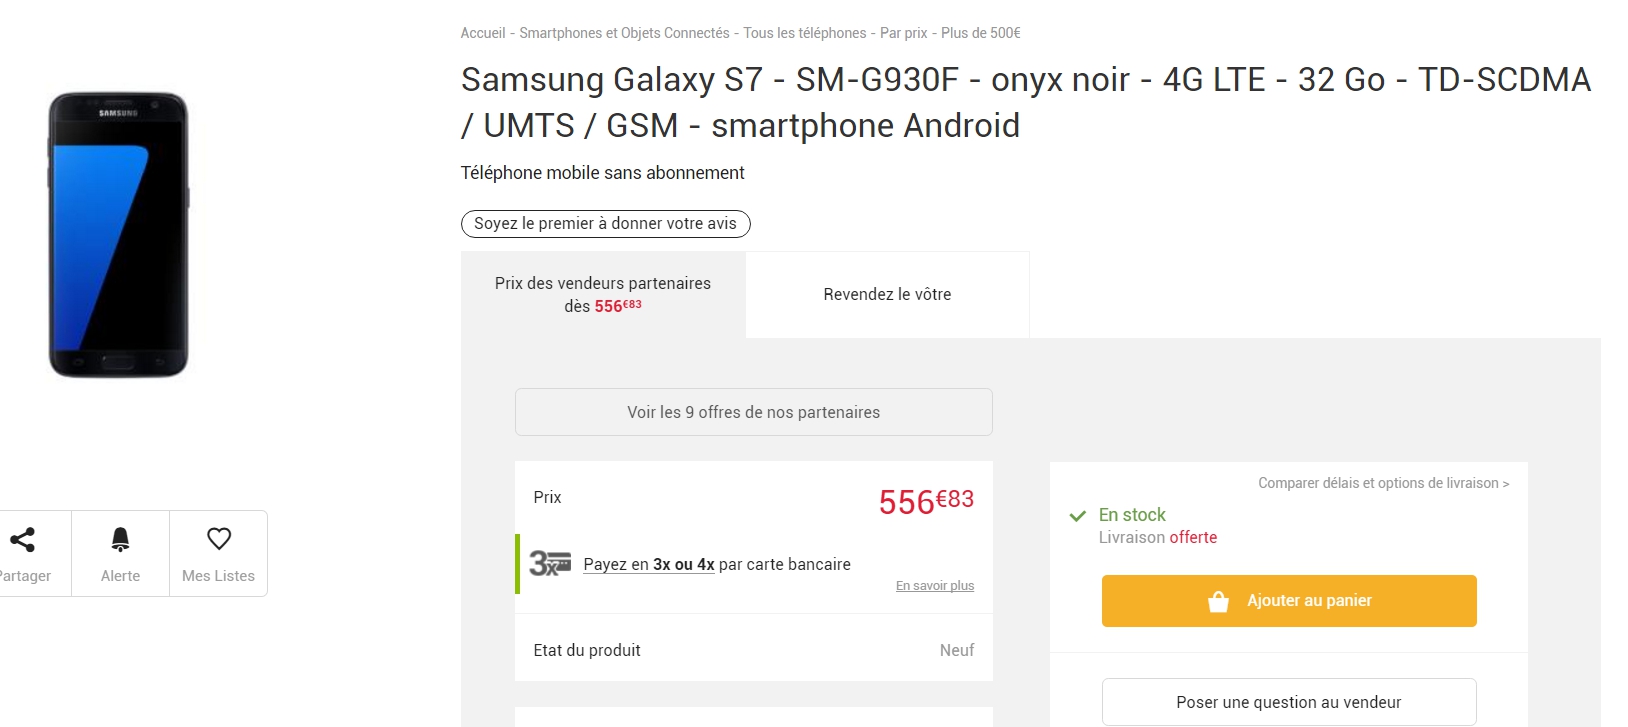 Accueil - Smartphones et Objets Connectés - Tous les téléphones - Par prix - Plus de 500€
Samsung Galaxy S7 - SM-G930F - onyx noir - 4G LTE - 32 Go - TD-SCDMA
/ UMTS / GSM - smartphone Android
Téléphone mobile sans abonnement
Soyez le premier à donner votre avis
SAMSUNG
Prix des vendeurs partenaires
dès 556€83
Revendez le vôtre
Voir les 9 offres de nos partenaires
Prix
556€83
3x
Payez en 3x ou 4x par carte bancaire
En savoir plus
Etat du produit
Neuf
Comparer délais et options de livraison >
En stock
Livraison offerte
Ajouter au panier
Poser une question au vendeur
Partager
Alerte
Mes Listes